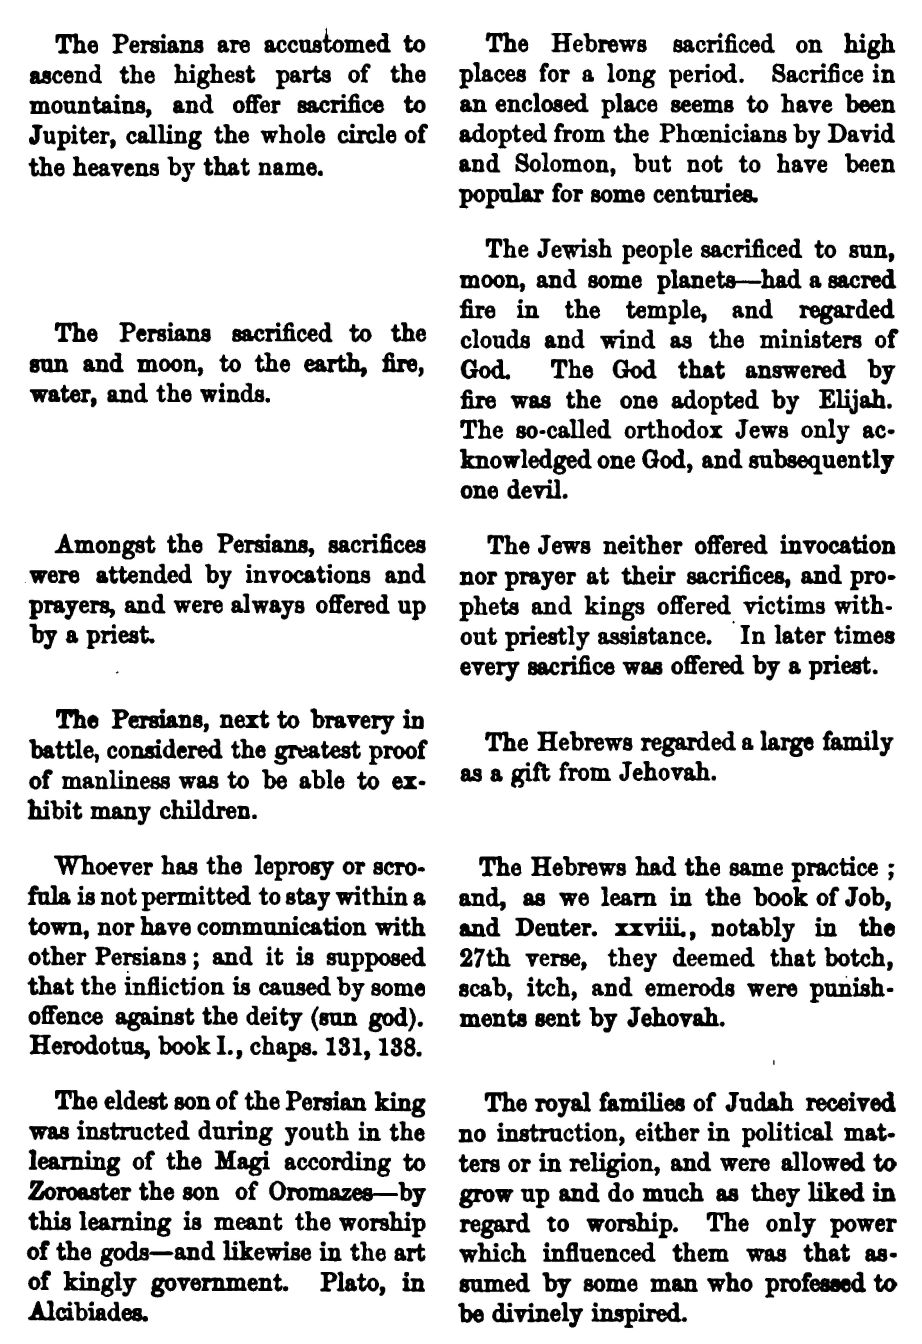 The Persians are accustomed to
ascend the highest parts of the
mountains, and offer sacrifice to
Jupiter, calling the whole circle of
the heavens by that name.
The Hebrews sacrificed on high
places for a long period. Sacrifice in
an enclosed place seems to have been
adopted from the Phœnicians by David
and Solomon, but not to have been
popular for some centuries.
The Persians sacrificed to the
sun and moon, to the earth, fire,
water, and the winds.
The Jewish people sacrificed to sun,
moon, and some planets—had a sacred
fire in the temple, and regarded
clouds and wind as the ministers of
God. The God that answered by
fire was the one adopted by Elijah.
The so-called orthodox Jews only ac-
knowledged one God, and subsequently
one devil.
Amongst the Persians, sacrifices
were attended by invocations and
prayers, and were always offered up
by a priest.
The Jews neither offered invocation
nor prayer at their sacrifices, and pro-
phets and kings offered victims with-
out priestly assistance. In later times
every sacrifice was offered by a priest.
The Persians, next to bravery in
battle, considered the greatest proof
of manliness was to be able to ex-
hibit many children.
The Hebrews regarded a large family
as a gift from Jehovah.
Whoever has the leprosy or scro-
fula is not permitted to stay within a
town, nor have communication with
other Persians; and it is supposed
that the infliction is caused by some
offence against the deity (sun god).
Herodotus, book I., chaps. 131, 138.
The Hebrews had the same practice;
and, as we learn in the book of Job,
and Deuter. xxviii., notably in the
27th verse, they deemed that botch,
scab, itch, and emerods were punish-
ments sent by Jehovah.
The eldest son of the Persian king
was instructed during youth in the
learning of the Magi according to
Zoroaster the son of Oromazes—by
this learning is meant the worship
of the gods—and likewise in the art
of kingly government. Plato, in
Alcibiades.
The royal families of Judah received
no instruction, either in political mat-
ters or in religion, and were allowed to
grow up and do much as they liked in
regard to worship. The only power
which influenced them was that as-
sumed by some man who professed to
be divinely inspired.